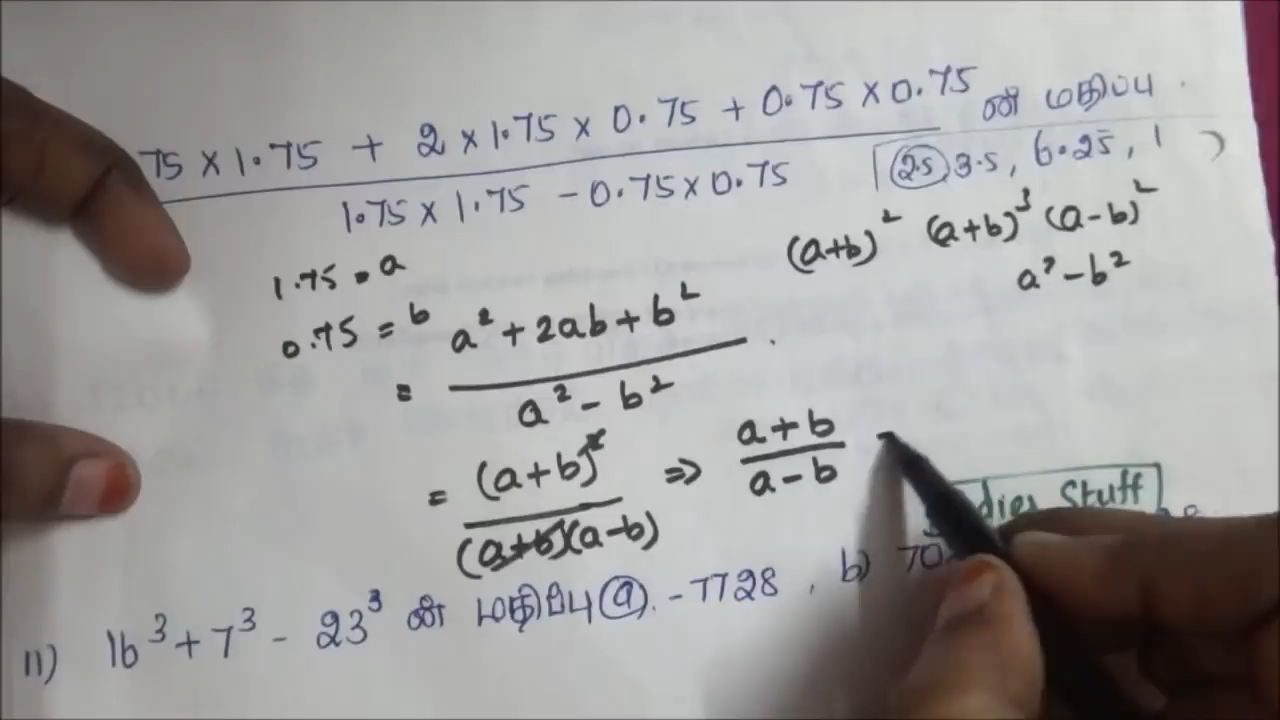 75 × 1.75 + 2 × 1.75 × 0.75 + 0.75 × 0.75 ன் மதிப்பு .
1.75 × 1.75 - 0.75 × 0.75
2.5, 3.5, 6.25, 1 )
(a+b)² (a+b)³ (a-b)²
a² - b²
1.75 = a
0.75 = b
= a² + 2ab + b²
a² - b²
= (a+b)² ⇒ a+b
(a+b)(a-b) a-b
Stuff
11) 16³ + 7³ - 23³ ன் மதிப்பு a). -7728 , b) 70